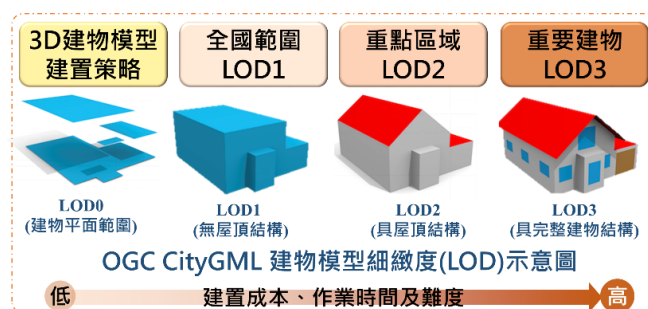 3D建物模型
建置策略
全國範圍
LOD1
重點區域
LOD2
重要建物
LOD3
LOD0
(建物平面範圍)
LOD1
(無屋頂結構)
LOD2
(具屋頂結構)
LOD3
(具完整建物結構)
OGC CityGML 建物模型細緻度(LOD)示意圖
低
建置成本、作業時間及難度
高